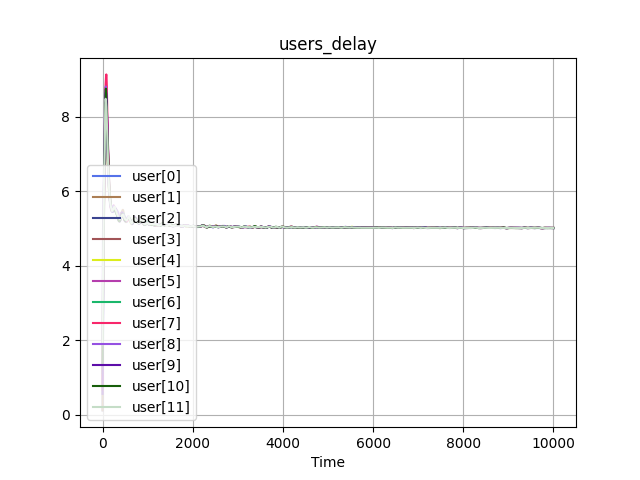 users_delay
8
6
4
2
0
user[0]
user[1]
user[2]
user[3]
user[4]
user[5]
user[6]
user[7]
user[8]
user[9]
user[10]
user[11]
0 2000 4000 6000 8000 10000
Time